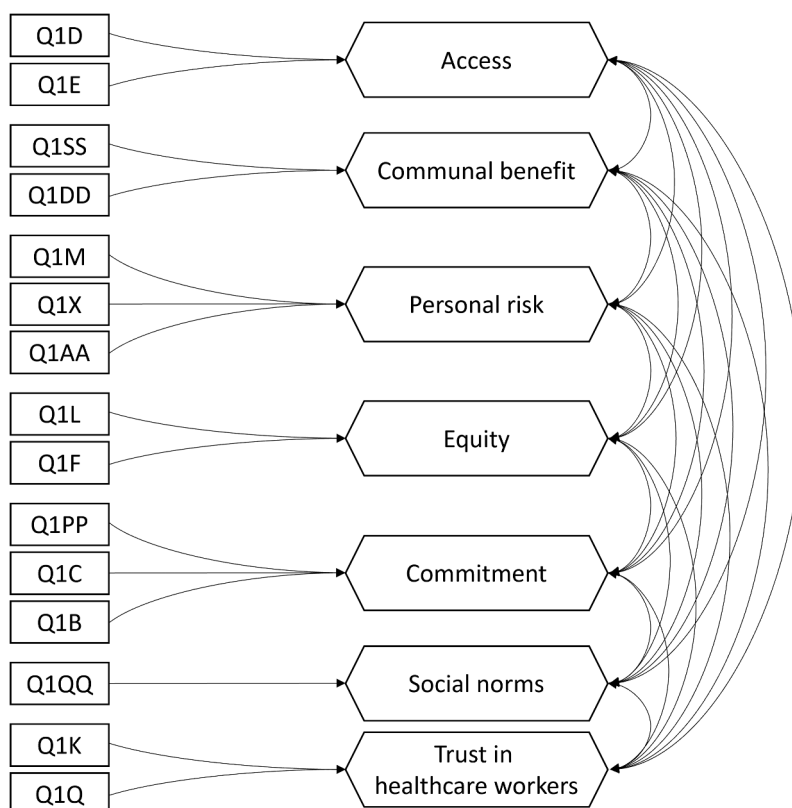 Q1D
Q1E
Access
Q1SS
Q1DD
Communal benefit
Q1M
Q1X
Q1AA
Personal risk
Q1L
Q1F
Equity
Q1PP
Q1C
Q1B
Commitment
Q1QQ
Social norms
Q1K
Q1Q
Trust in
healthcare workers